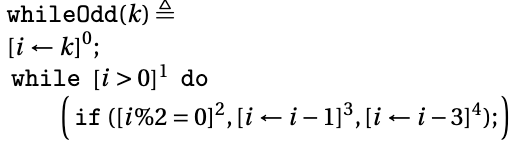 whileOdd(k) ≜
[i ← k]⁰;
while [i > 0]¹ do
( if ([i%2 = 0]², [i ← i − 1]³, [i ← i − 3]⁴); )